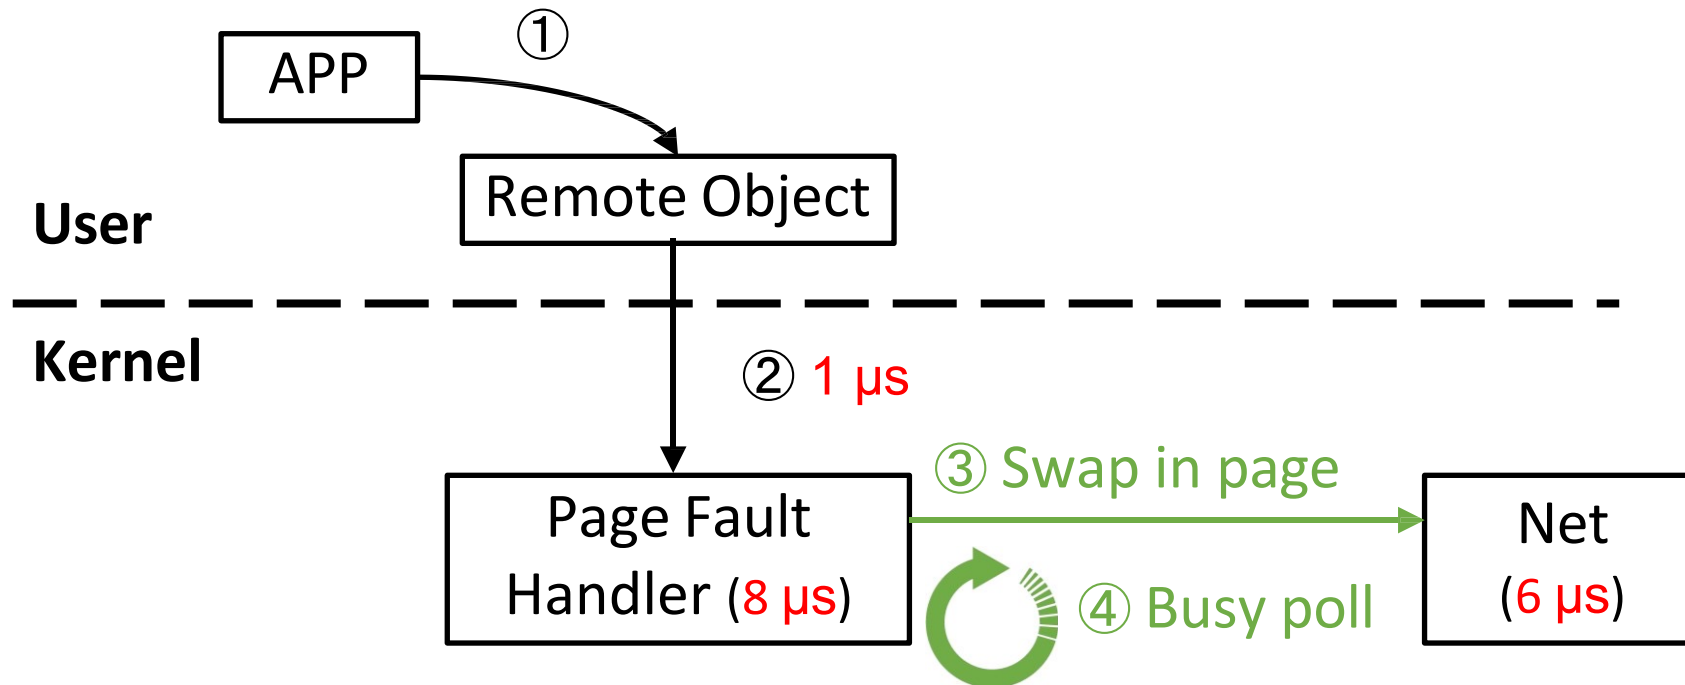 ①
APP
Remote Object
User
Kernel
② 1 µs
③ Swap in page
Page Fault
Handler (8 µs)
④ Busy poll
Net
(6 µs)